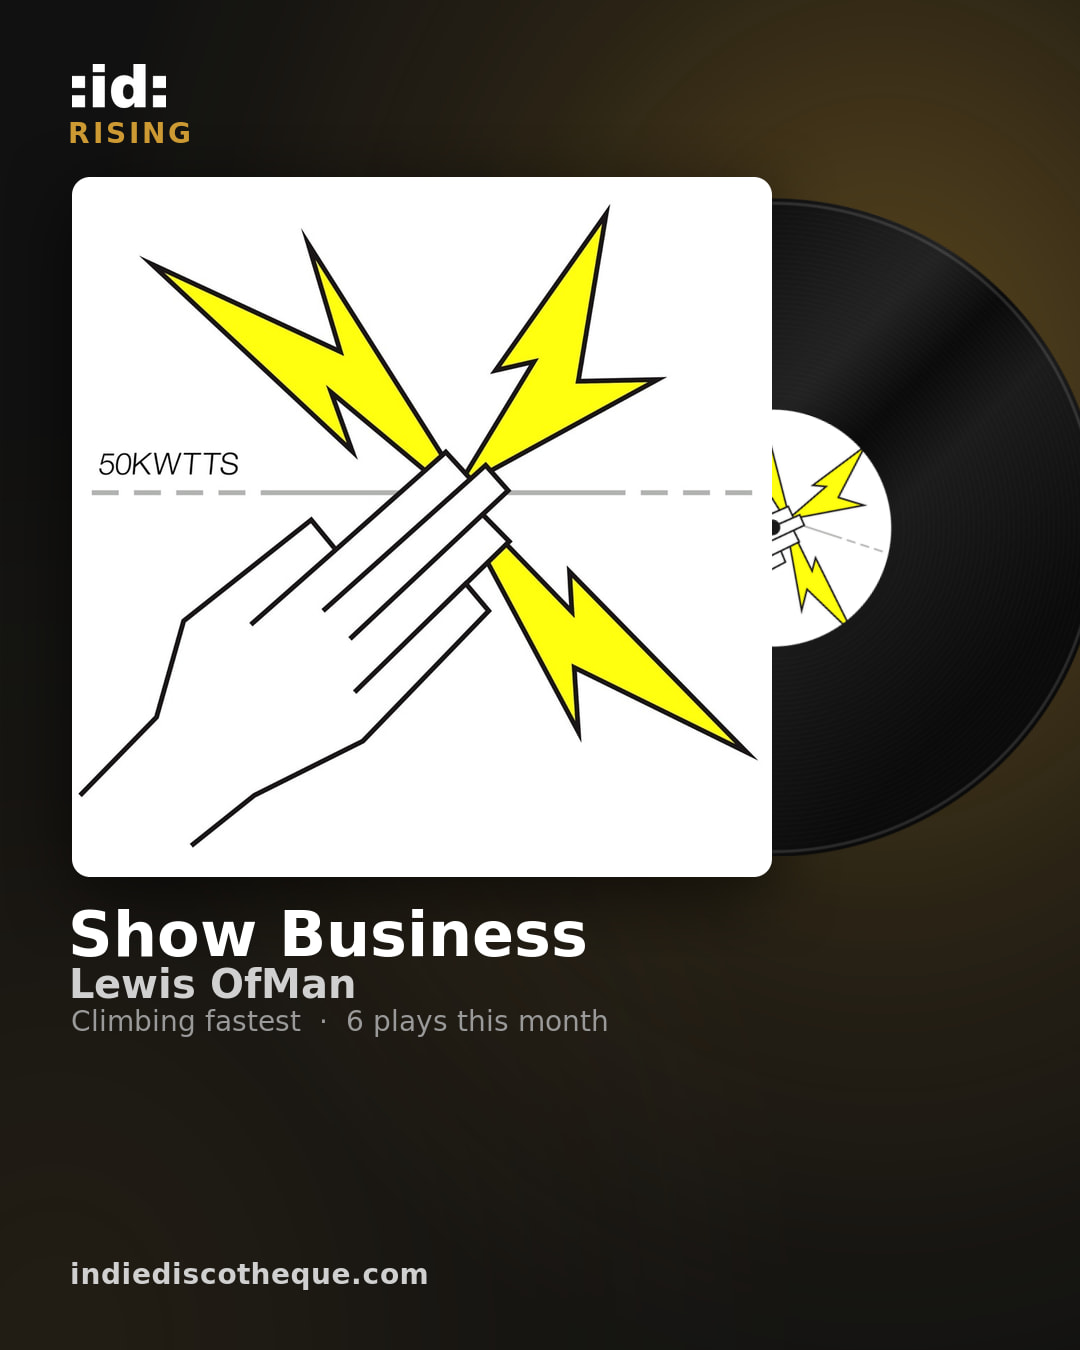 :id:
RISING
50KWTTS
Show Business
Lewis OfMan
Climbing fastest · 6 plays this month
indiediscotheque.com